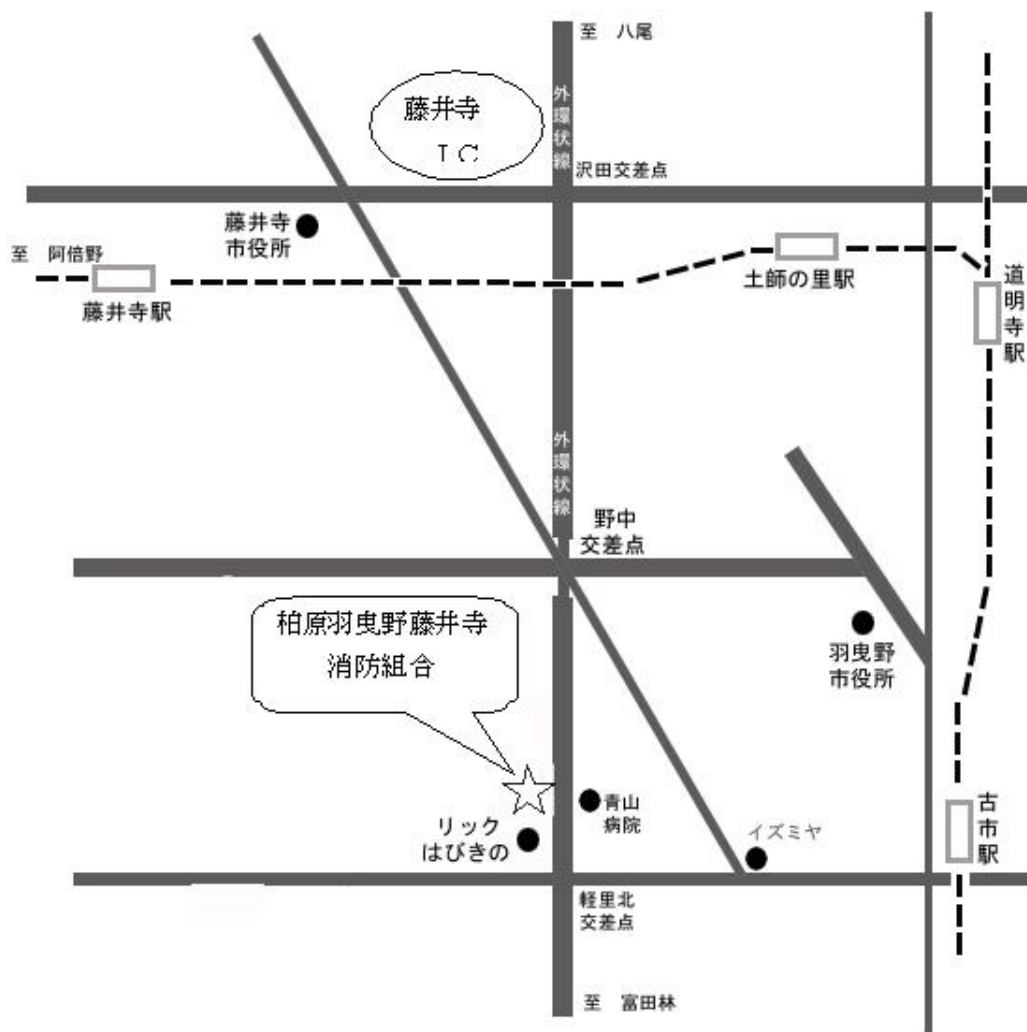 至 八尾
外環状線
藤井寺
IC
沢田交差点
藤井寺
市役所
至 阿倍野
藤井寺駅
土師の里駅
道明寺駅
外環状線
野中
交差点
柏原羽曳野藤井寺
消防組合
羽曳野
市役所
青山
病院
リック
はびきの
イズミヤ
古市駅
軽里北
交差点
至 富田林